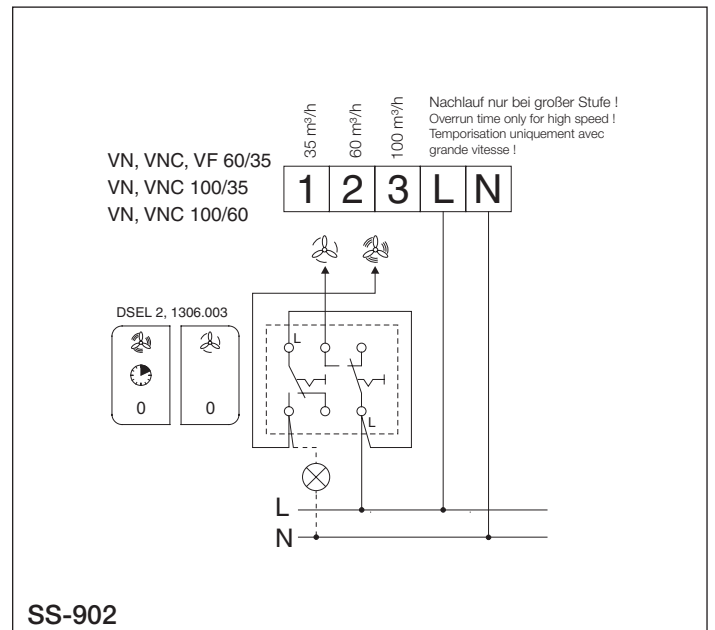 35 m³/h
60 m³/h
100 m³/h
Nachlauf nur bei großer Stufe !
Overrun time only for high speed !
Temporisation uniquement avec
grande vitesse !
VN, VNC, VF 60/35
VN, VNC 100/35
VN, VNC 100/60
1 2 3 L N
DSEL 2, 1306.003
L
0 0
L
L
N
SS-902